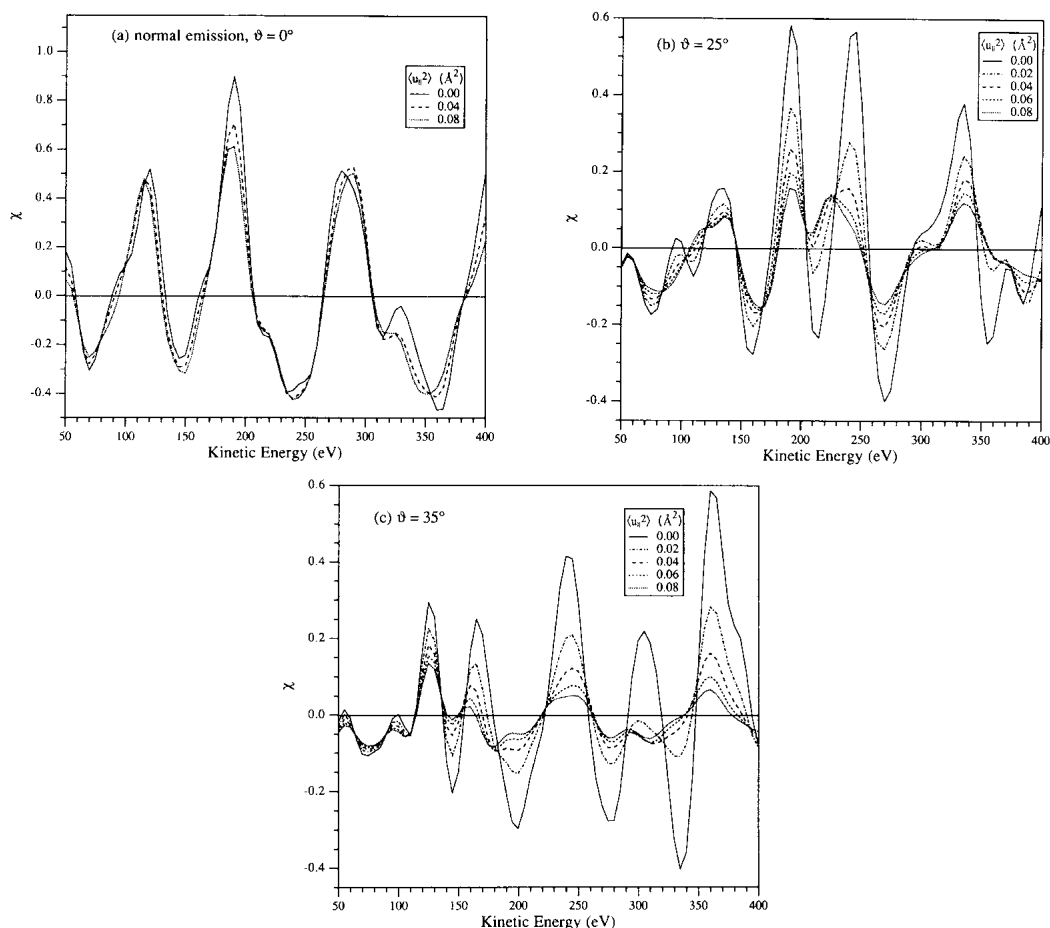 (a) normal emission, ϑ = 0°
⟨u∥²⟩ (Å²)
0.00
0.04
0.08
1.0
0.8
0.6
0.4
0.2
0.0
-0.2
-0.4
χ
50 100 150 200 250 300 350 400
Kinetic Energy (eV)
(b) ϑ = 25°
⟨u∥²⟩ (Å²)
0.00
0.02
0.04
0.06
0.08
0.6
0.4
0.2
0.0
-0.2
-0.4
χ
50 100 150 200 250 300 350 400
Kinetic Energy (eV)
(c) ϑ = 35°
⟨u∥²⟩ (Å²)
0.00
0.02
0.04
0.06
0.08
0.6
0.4
0.2
0.0
-0.2
-0.4
χ
50 100 150 200 250 300 350 400
Kinetic Energy (eV)